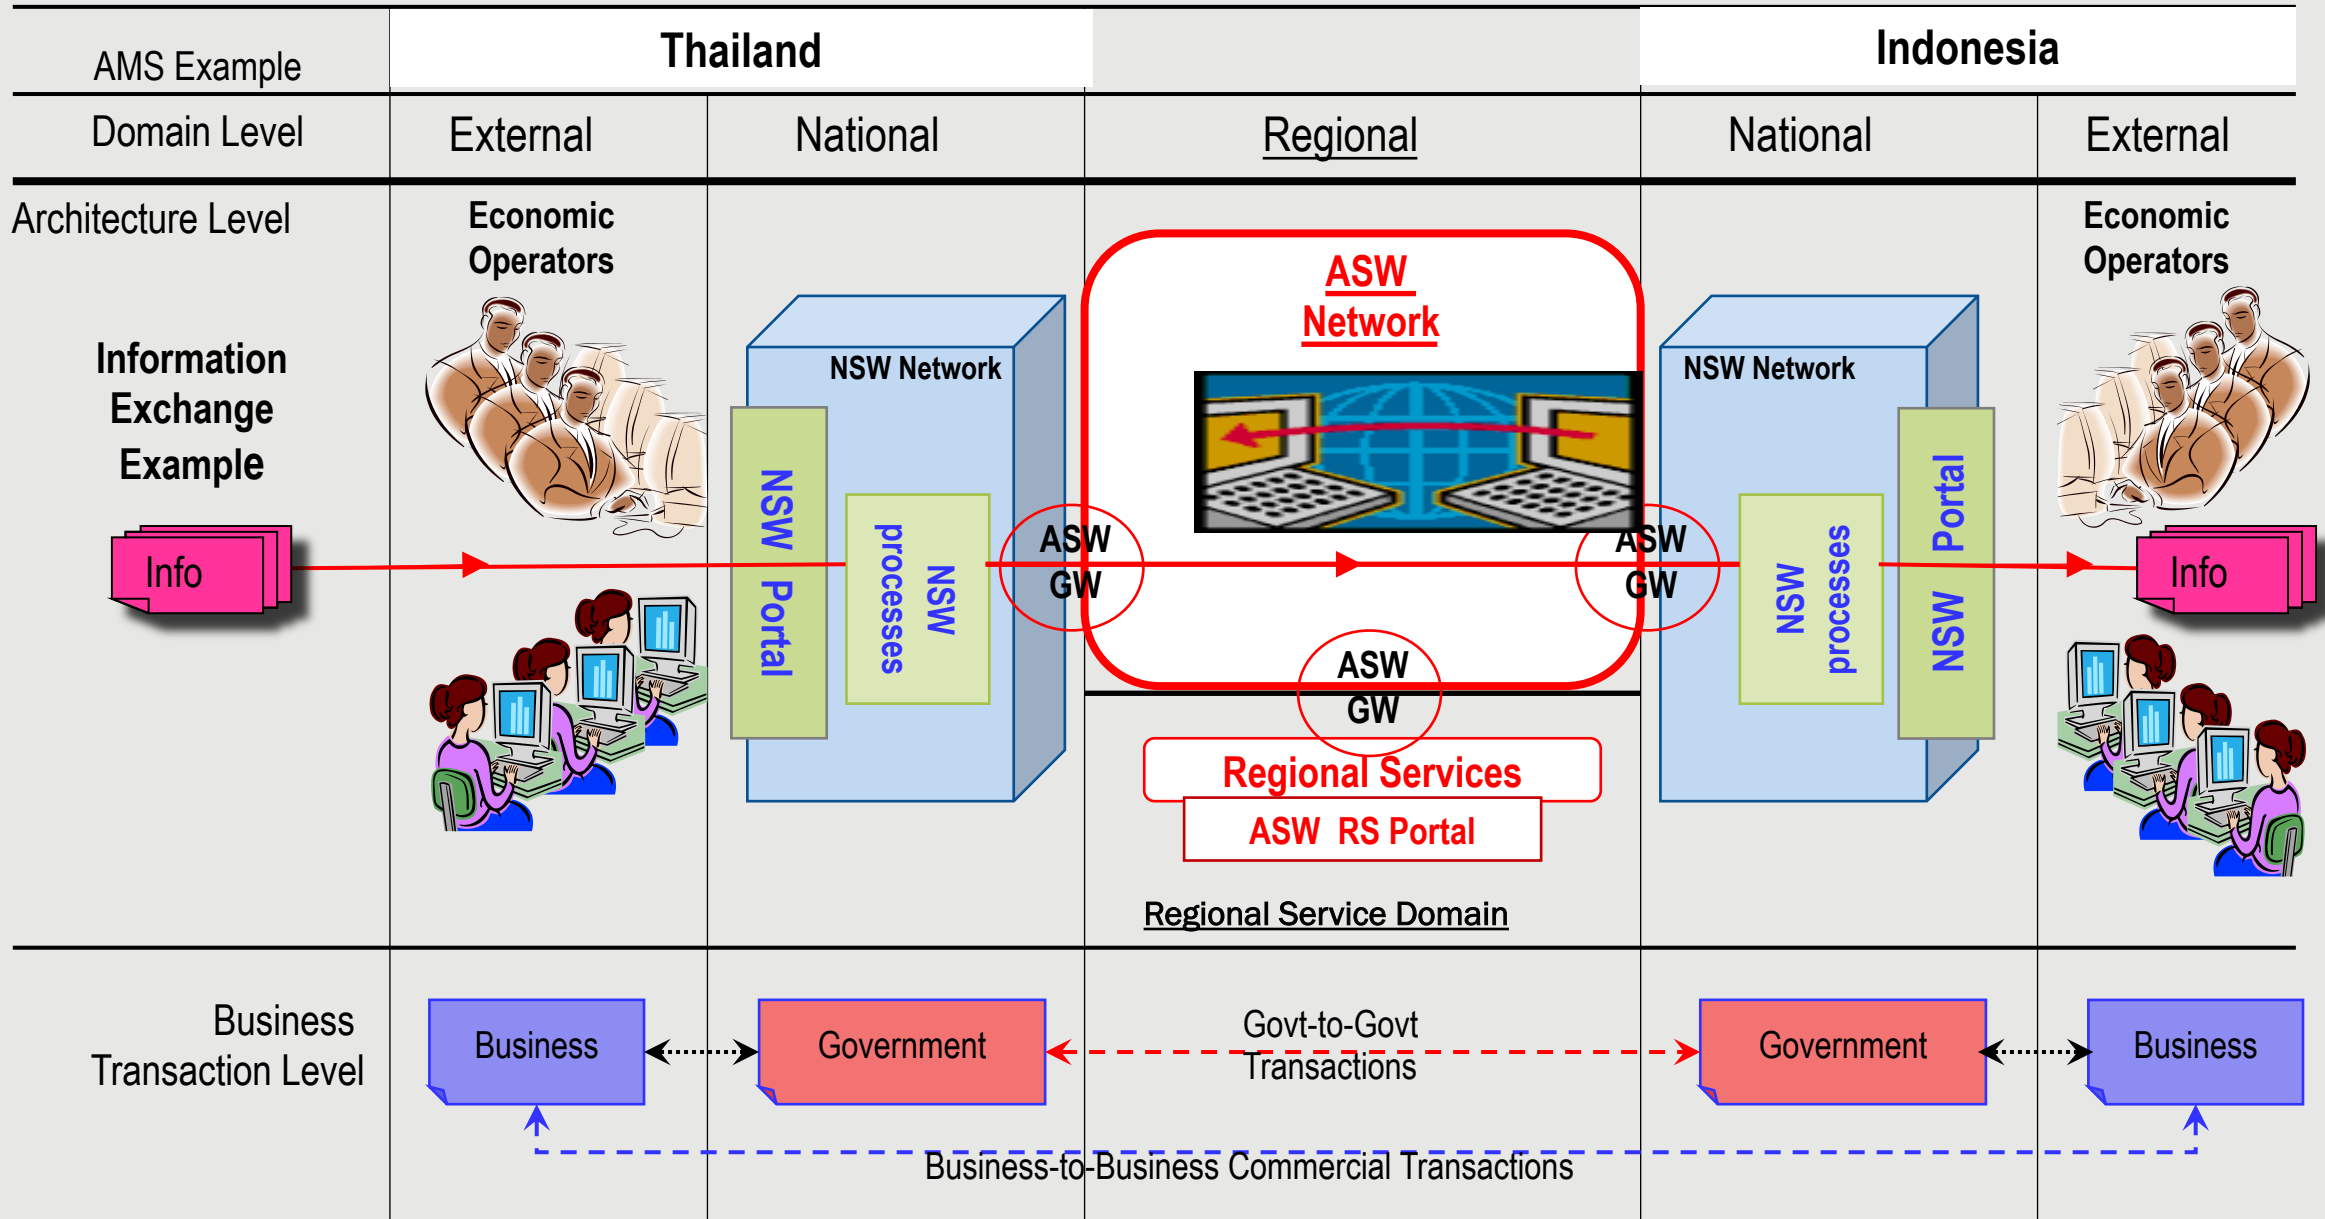 AMS Example
Thailand
Indonesia
Domain Level
External
National
Regional
National
External
Architecture Level
Economic
Operators
Economic
Operators
Information
Exchange
Example
Info
NSW Network
NSW Portal
NSW
processes
ASW
GW
ASW
Network
ASW
GW
ASW
GW
Regional Services
ASW RS Portal
Regional Service Domain
NSW Network
NSW
processes
NSW Portal
Info
Business
Transaction Level
Business
Government
Govt-to-Govt
Transactions
Government
Business
Business-to-Business Commercial Transactions